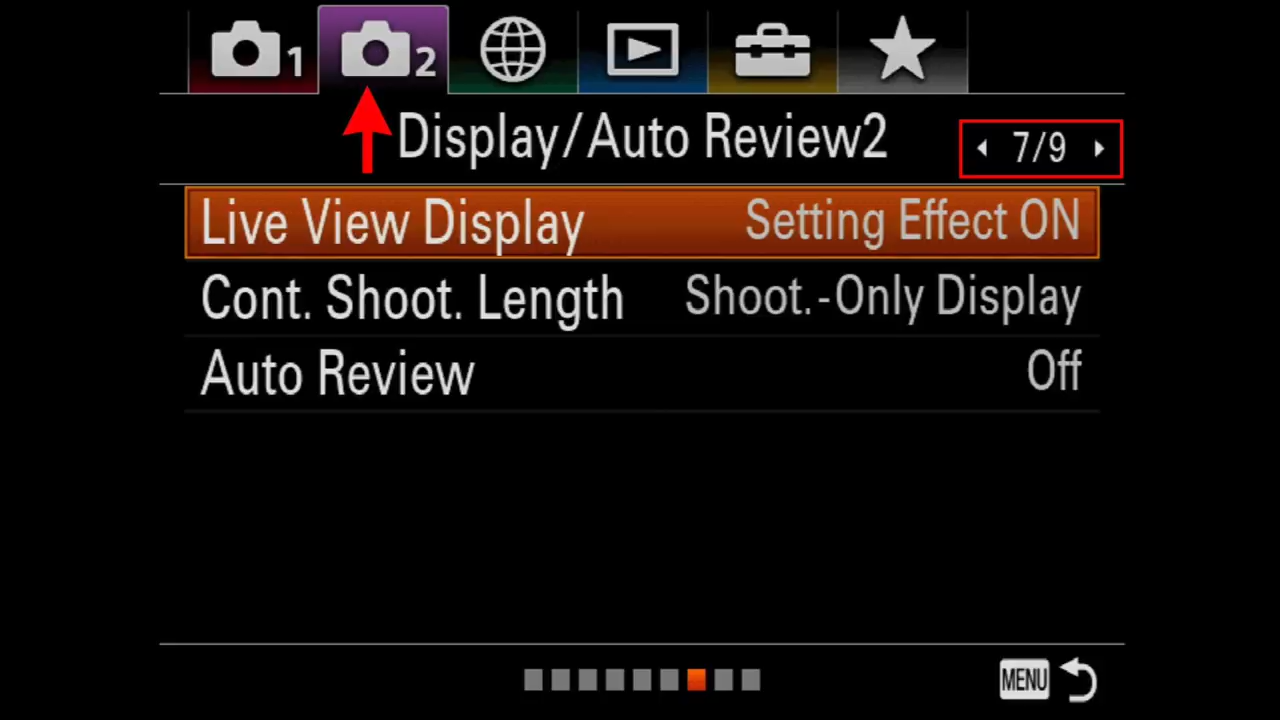 1 2
Display/Auto Review2 7/9
Live View Display Setting Effect ON
Cont. Shoot. Length Shoot.-Only Display
Auto Review Off
MENU